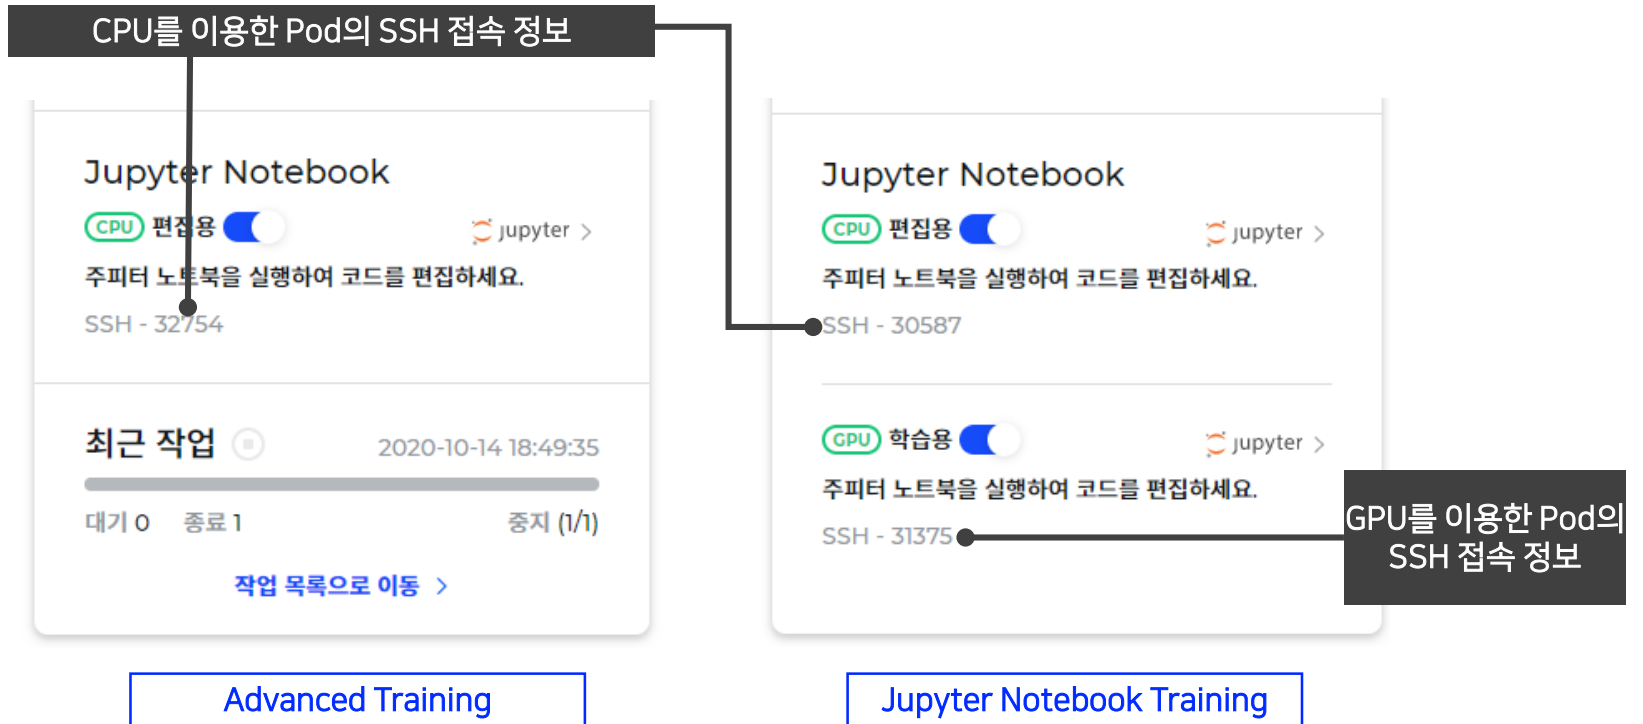 CPU를 이용한 Pod의 SSH 접속 정보
Jupyter Notebook
CPU 편집용
jupyter >
주피터 노트북을 실행하여 코드를 편집하세요.
SSH - 32754
최근 작업
2020-10-14 18:49:35
대기 0 종료 1
중지 (1/1)
작업 목록으로 이동 >
Advanced Training
Jupyter Notebook
CPU 편집용
jupyter >
주피터 노트북을 실행하여 코드를 편집하세요.
SSH - 30587
GPU 학습용
jupyter >
주피터 노트북을 실행하여 코드를 편집하세요.
SSH - 31375
GPU를 이용한 Pod의
SSH 접속 정보
Jupyter Notebook Training